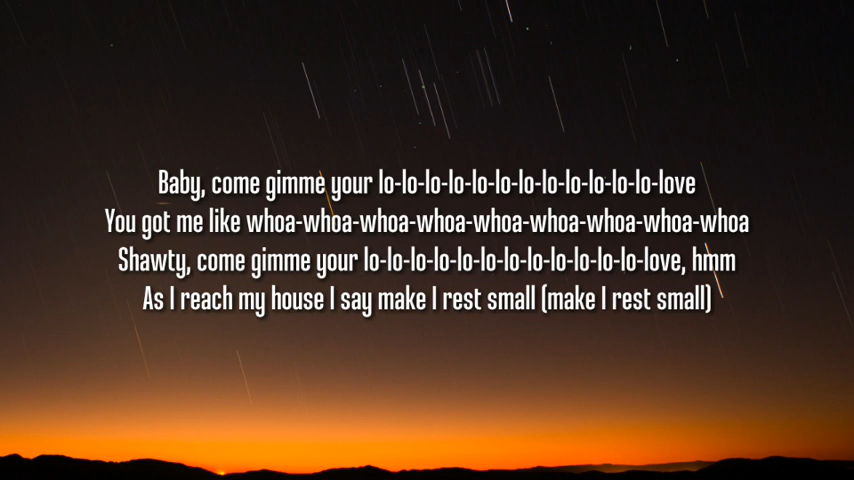 Baby, come gimme your lo-lo-lo-lo-lo-lo-lo-lo-lo-lo-lo-lo-love
You got me like whoa-whoa-whoa-whoa-whoa-whoa-whoa-whoa-whoa
Shawty, come gimme your lo-lo-lo-lo-lo-lo-lo-lo-lo-lo-lo-lo-love, hmm
As I reach my house I say make I rest small (make I rest small)